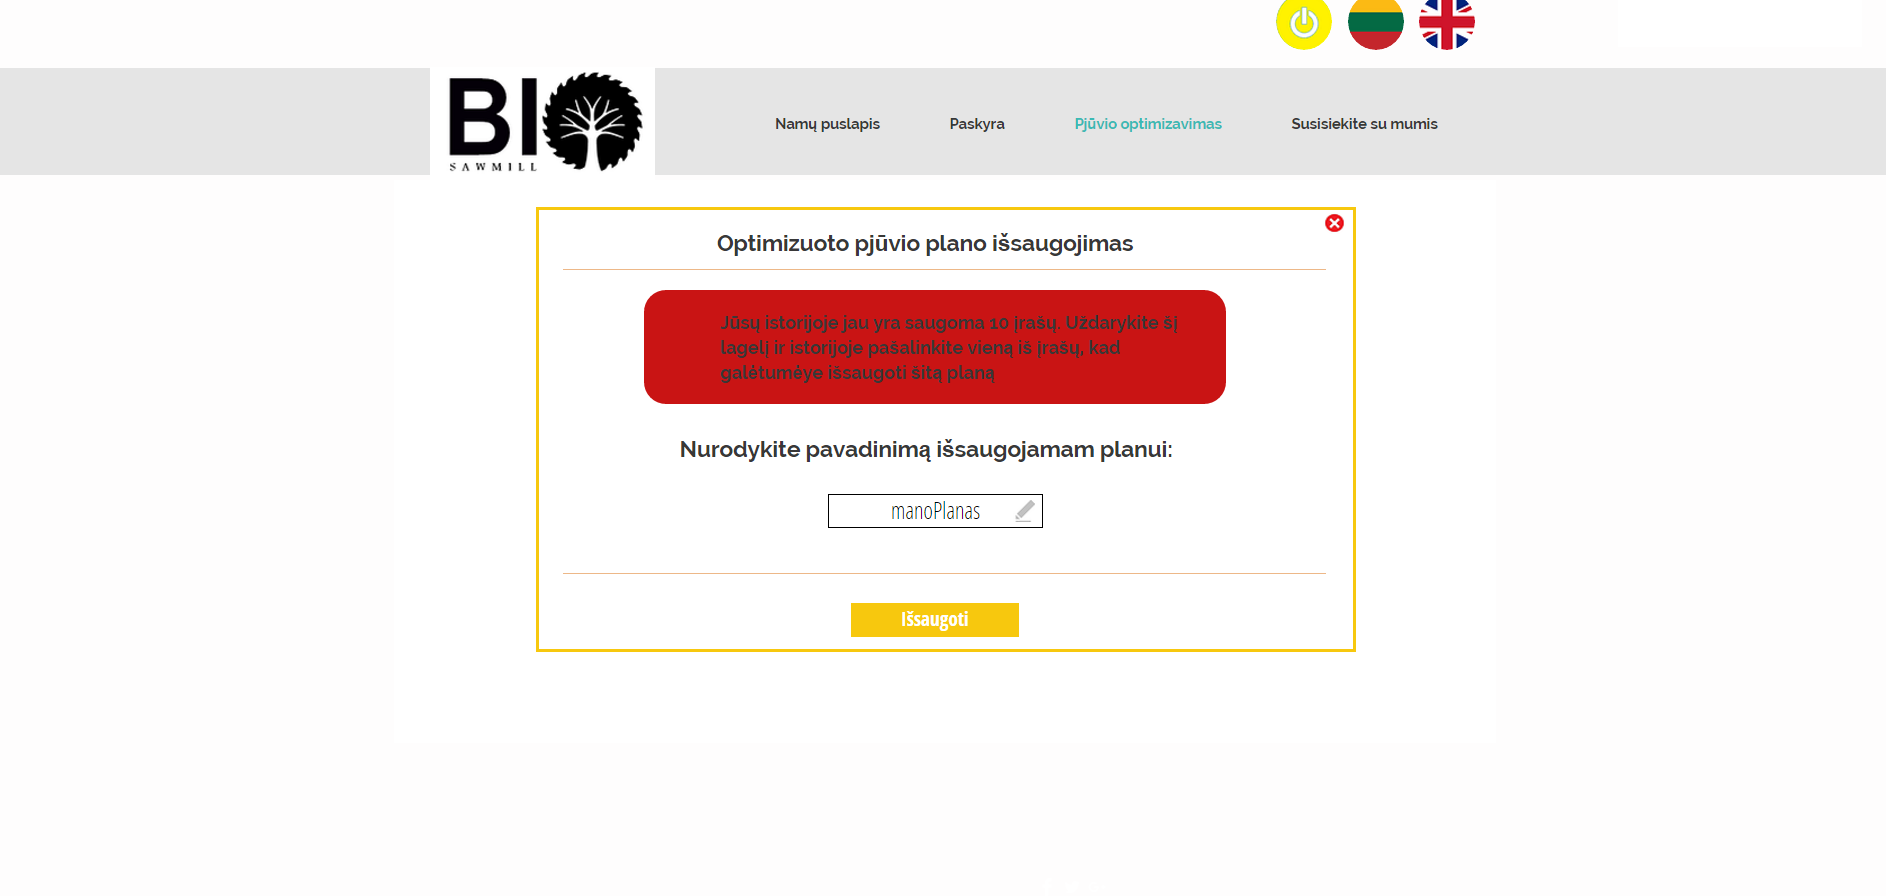 BIO
SAWMILL
Namų puslapis
Paskyra
Pjūvio optimizavimas
Susisiekite su mumis
Optimizuoto pjūvio plano išsaugojimas
Jūsų istorijoje jau yra saugoma 10 įrašų. Uždarykite šį
lagelį ir istorijoje pašalinkite vieną iš įrašų, kad
galėtumėye išsaugoti šitą planą
Nurodykite pavadinimą išsaugojamam planui:
manoPlanas
Išsaugoti